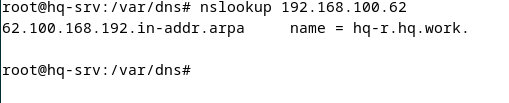 root@hq-srv:/var/dns# nslookup 192.168.100.62
62.100.168.192.in-addr.arpa     name = hq-r.hq.work.
root@hq-srv:/var/dns#